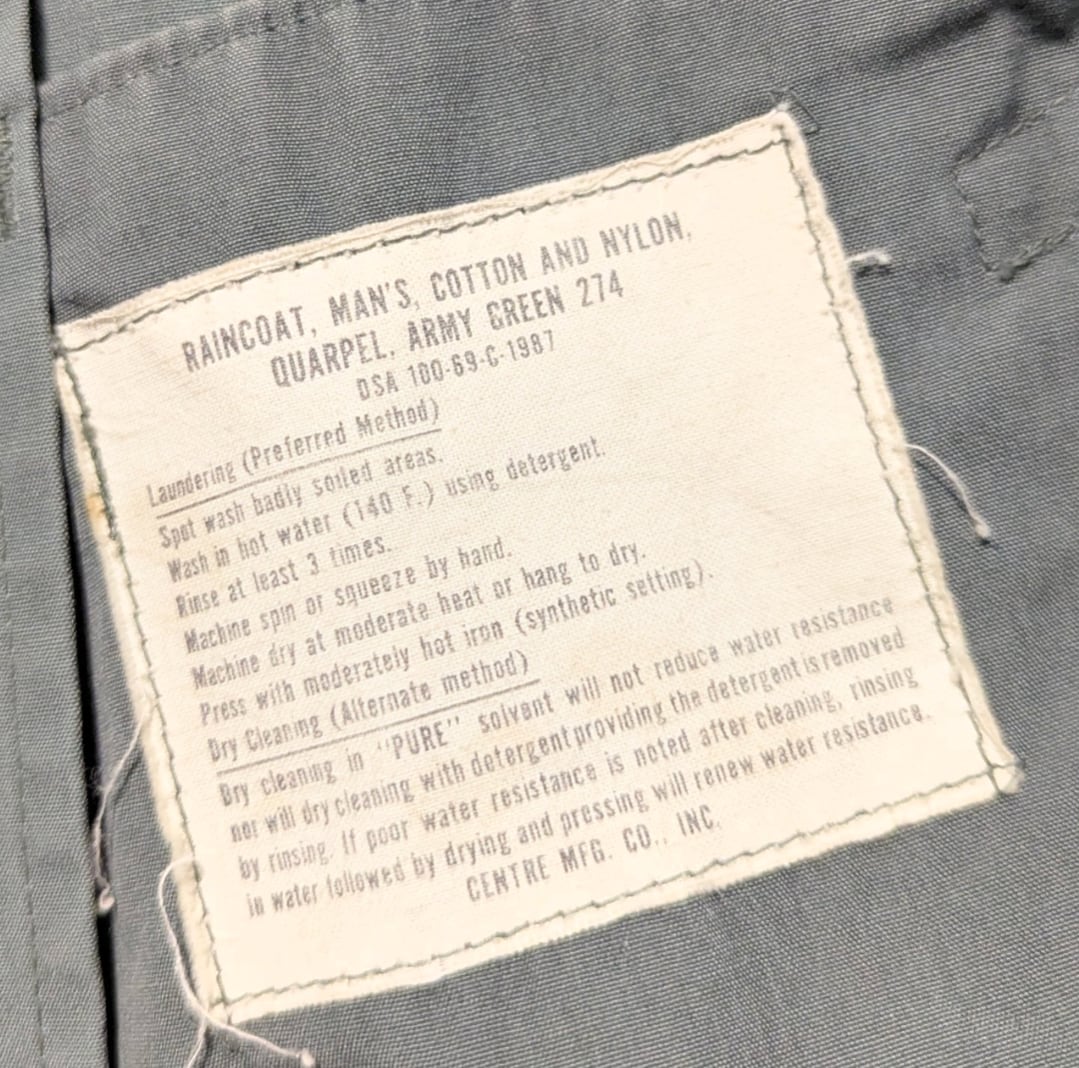 RAINCOAT, MAN'S, COTTON AND NYLON,
QUARPEL, ARMY GREEN 274
DSA 100-69-C-1987
Laundering (Preferred Method)
Spot wash badly soiled areas.
Wash in hot water (140 F.) using detergent.
Rinse at least 3 times.
Machine spin or squeeze by hand.
Machine dry at moderate heat or hang to dry.
Press with moderately hot iron (synthetic setting).
Dry Cleaning (Alternate method)
Dry cleaning in "PURE" solvent will not reduce water resistance
nor will dry cleaning with detergent providing the detergent is removed
by rinsing. If poor water resistance is noted after cleaning, rinsing
in water followed by drying and pressing will renew water resistance.
CENTRE MFG. CO., INC.